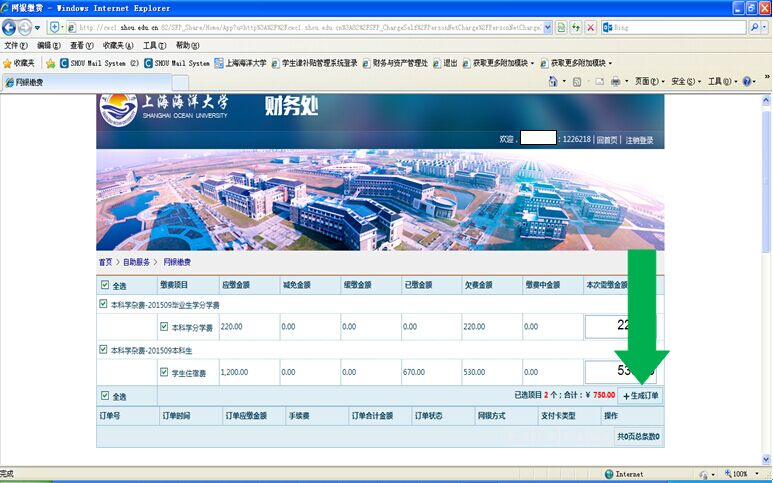 网银缴费 - Windows Internet Explorer
文件(F) 编辑(E) 查看(V) 收藏夹(A) 工具(T) 帮助(H)
收藏夹 SHOU Mail System (2) SHOU Mail System 上海海洋大学 学生课补贴管理系统登录 财务与资产管理处 退出 获取更多附加模块 获取更多附加模块
网银缴费 页面(P) 安全(S) 工具(O)
上海海洋大学 财务处
SHANGHAI OCEAN UNIVERSITY
欢迎， : 1226218 | 回首页 | 注销登录
首页 > 自助服务 > 网银缴费
全选 缴费项目 应缴金额 减免金额 缓缴金额 已缴金额 欠费金额 缴费中金额 本次需缴金额
本科学杂费-201509毕业生学分学费
本科学分学费 220.00 0.00 0.00 0.00 220.00 0.00 22
本科学杂费-201509本科生
学生住宿费 1,200.00 0.00 0.00 670.00 530.00 0.00 53
全选 已选项目 2 个；合计：¥ 750.00 +生成订单
订单号 订单时间 订单应缴金额 手续费 订单合计金额 订单状态 网银方式 支付卡类型 操作
共0页总条数0
完成 Internet 100%